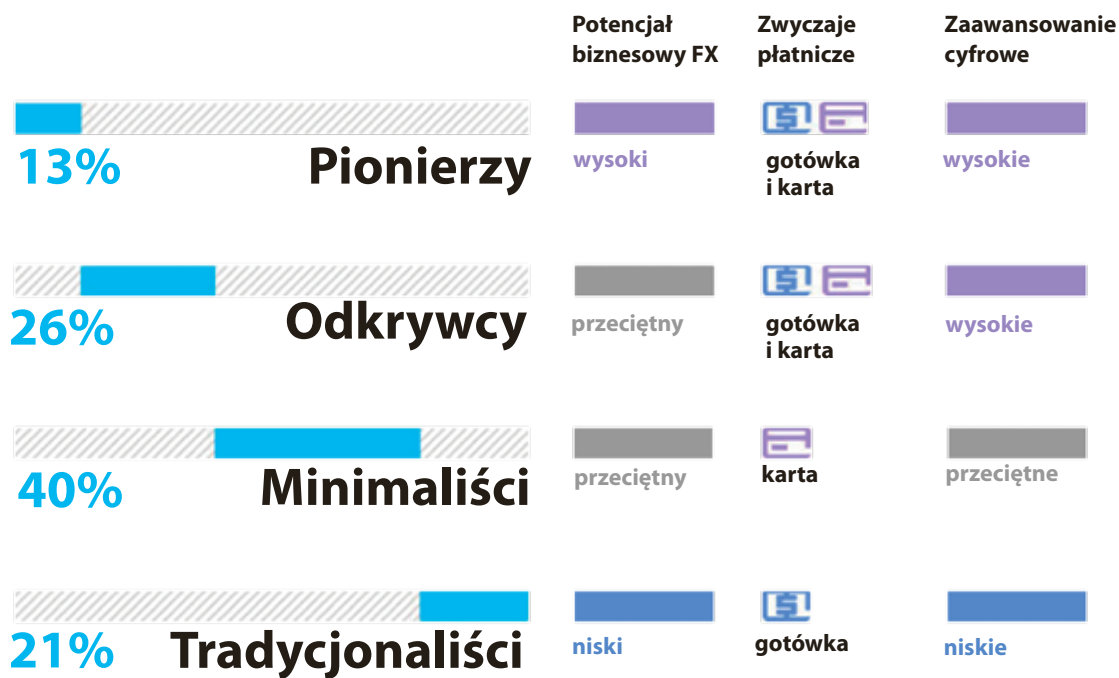 Potencjał
biznesowy FX
Zwyczaje
płatnicze
Zaawansowanie
cyfrowe
13%
Pionierzy
wysoki
gotówka
i karta
wysokie
26%
Odkrywcy
przeciętny
gotówka
i karta
wysokie
40%
Minimaliści
przeciętny
karta
przeciętne
21%
Tradycjonaliści
niski
gotówka
niskie